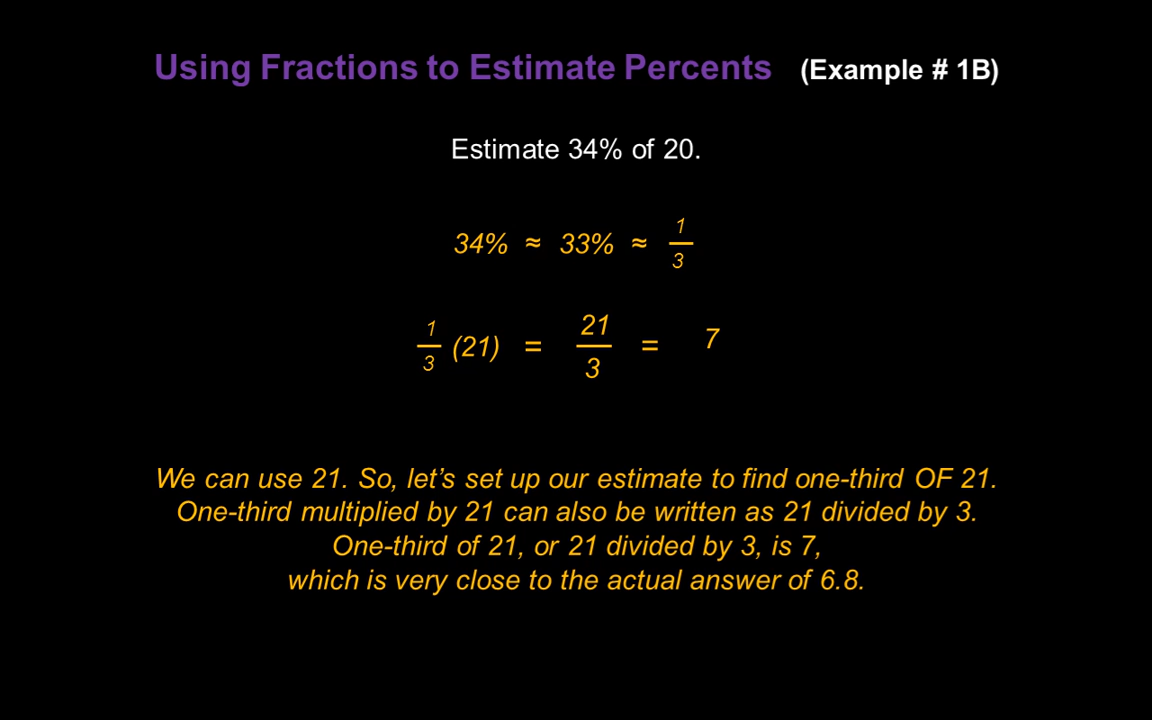 Using Fractions to Estimate Percents (Example # 1B)
Estimate 34% of 20.
34% ≈ 33% ≈ 1/3
1/3 (21) = 21/3 = 7
We can use 21. So, let’s set up our estimate to find one-third OF 21.
One-third multiplied by 21 can also be written as 21 divided by 3.
One-third of 21, or 21 divided by 3, is 7,
which is very close to the actual answer of 6.8.